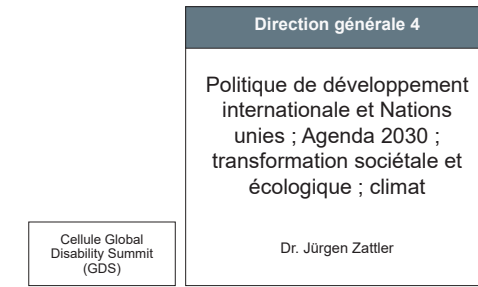 Direction générale 4
Politique de développement
internationale et Nations
unies ; Agenda 2030 ;
transformation sociétale et
écologique ; climat
Dr. Jürgen Zattler
Cellule Global
Disability Summit
(GDS)